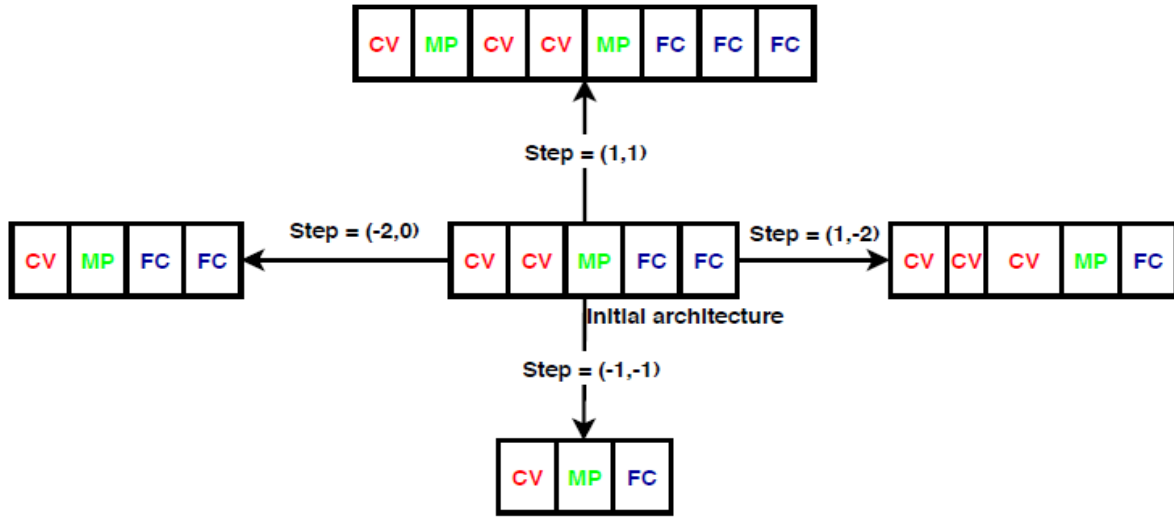 CV MP CV CV MP FC FC FC
Step = (1,1)
CV MP FC FC
Step = (-2,0)
CV CV MP FC FC
Step = (1,-2)
CV CV CV MP FC
Initial architecture
Step = (-1,-1)
CV MP FC